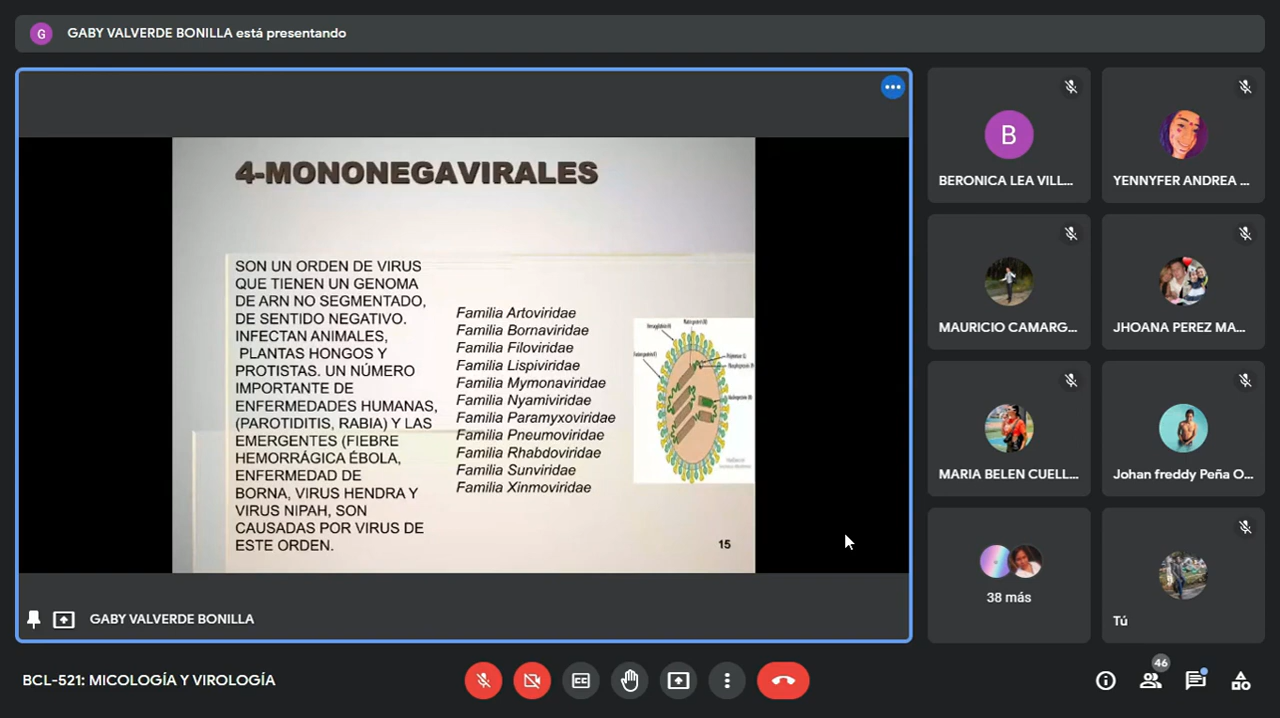 G
GABY VALVERDE BONILLA está presentando
4-MONONEGAVIRALES
SON UN ORDEN DE VIRUS
QUE TIENEN UN GENOMA
DE ARN NO SEGMENTADO,
DE SENTIDO NEGATIVO.
INFECTAN ANIMALES,
PLANTAS HONGOS Y
PROTISTAS. UN NÚMERO
IMPORTANTE DE
ENFERMEDADES HUMANAS,
(PAROTIDITIS, RABIA) Y LAS
EMERGENTES (FIEBRE
HEMORRÁGICA ÉBOLA,
ENFERMEDAD DE
BORNA, VIRUS HENDRA Y
VIRUS NIPAH, SON
CAUSADAS POR VIRUS DE
ESTE ORDEN.
Familia Artoviridae
Familia Bornaviridae
Familia Filoviridae
Familia Lispiviridae
Familia Mymonaviridae
Familia Nyamiviridae
Familia Paramyxoviridae
Familia Pneumoviridae
Familia Rhabdoviridae
Familia Sunviridae
Familia Xinmoviridae
15
GABY VALVERDE BONILLA
B
BERONICA LEA VILL...
YENNYFER ANDREA ...
MAURICIO CAMARG...
JHOANA PEREZ MA...
MARIA BELEN CUELL...
Johan freddy Peña O...
38 más
Tú
BCL-521: MICOLOGÍA Y VIROLOGÍA
CC
46